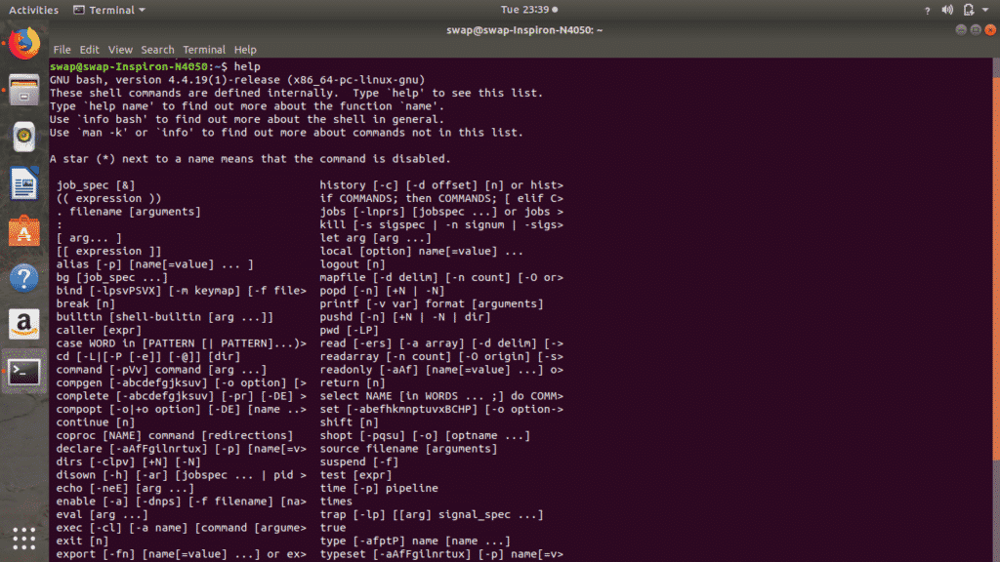 Activities Terminal Tue 23:39 ?
swap@swap-Inspiron-N4050: ~
File Edit View Search Terminal Help
swap@swap-Inspiron-N4050:~$ help
GNU bash, version 4.4.19(1)-release (x86_64-pc-linux-gnu)
These shell commands are defined internally.  Type `help' to see this list.
Type `help name' to find out more about the function `name'.
Use `info bash' to find out more about the shell in general.
Use `man -k' or `info' to find out more about commands not in this list.
A star (*) next to a name means that the command is disabled.
job_spec [&] history [-c] [-d offset] [n] or hist>
(( expression )) if COMMANDS; then COMMANDS; [ elif C>
. filename [arguments] jobs [-lnprs] [jobspec ...] or jobs >
: kill [-s sigspec | -n signum | -sigs>
[ arg... ] let arg [arg ...]
[[ expression ]] local [option] name[=value] ...
alias [-p] [name[=value] ... ] logout [n]
bg [job_spec ...] mapfile [-d delim] [-n count] [-O or>
bind [-lpsvPSVX] [-m keymap] [-f file> popd [-n] [+N | -N]
break [n] printf [-v var] format [arguments]
builtin [shell-builtin [arg ...]] pushd [-n] [+N | -N | dir]
caller [expr] pwd [-LP]
case WORD in [PATTERN [| PATTERN]...)> read [-ers] [-a array] [-d delim] [->
cd [-L|[-P [-e]] [-@]] [dir] readarray [-n count] [-O origin] [-s>
command [-pVv] command [arg ...] readonly [-aAf] [name[=value] ...] o>
compgen [-abcdefgjksuv] [-o option] [> return [n]
complete [-abcdefgjksuv] [-pr] [-DE] > select NAME [in WORDS ... ;] do COMM>
compopt [-o|+o option] [-DE] [name ..> set [-abefhkmnptuvxBCHP] [-o option->
continue [n] shift [n]
coproc [NAME] command [redirections] shopt [-pqsu] [-o] [optname ...]
declare [-aAfFgilnrtux] [-p] [name[=v> source filename [arguments]
dirs [-clpv] [+N] [-N] suspend [-f]
disown [-h] [-ar] [jobspec ... | pid > test [expr]
echo [-neE] [arg ...] time [-p] pipeline
enable [-a] [-dnps] [-f filename] [na> times
eval [arg ...] trap [-lp] [[arg] signal_spec ...]
exec [-cl] [-a name] [command [argume> true
exit [n] type [-afptP] name [name ...]
export [-fn] [name[=value] ...] or ex> typeset [-aAfFgilnrtux] [-p] name[=v>